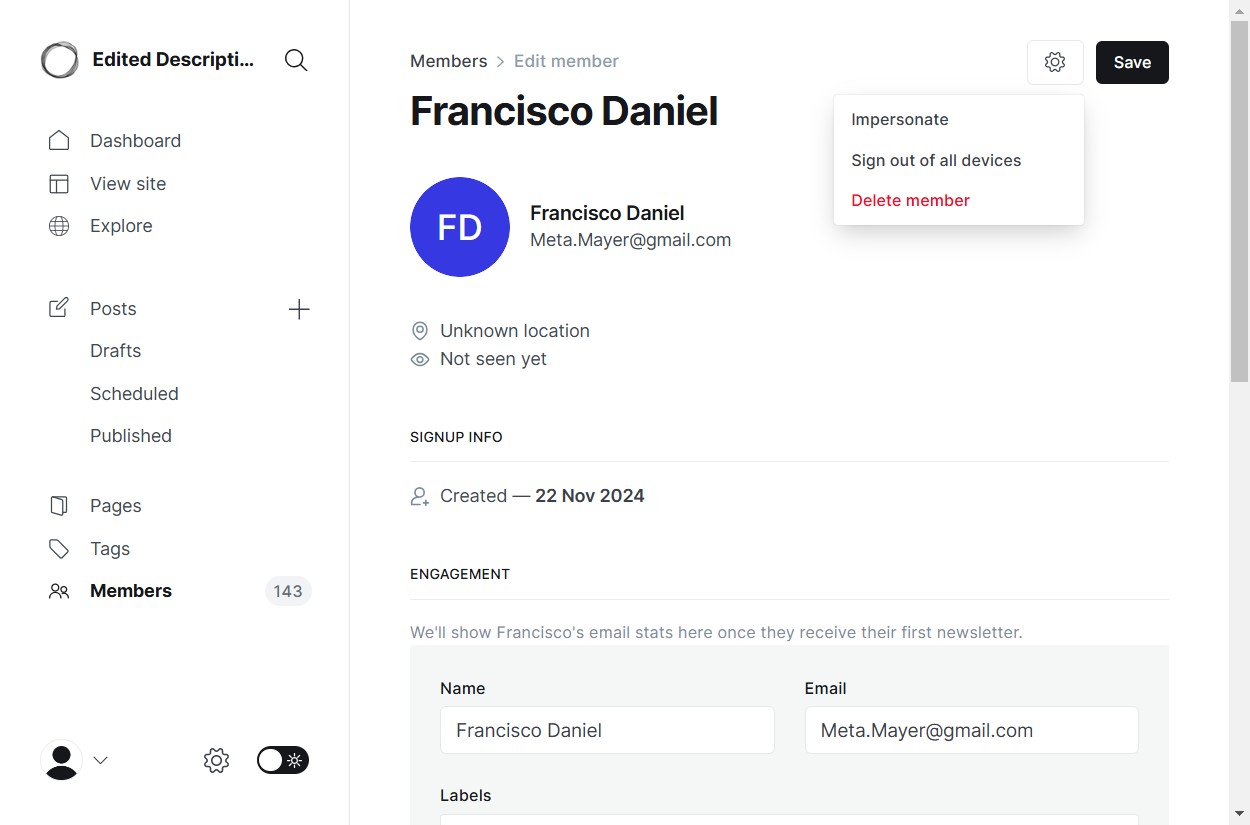 Edited Descripti...
Dashboard
View site
Explore
Posts
Drafts
Scheduled
Published
Pages
Tags
Members 143
Members > Edit member
Save
Francisco Daniel
Impersonate
Sign out of all devices
Delete member
FD
Francisco Daniel
Meta.Mayer@gmail.com
Unknown location
Not seen yet
SIGNUP INFO
Created — 22 Nov 2024
ENGAGEMENT
We'll show Francisco's email stats here once they receive their first newsletter.
Name
Francisco Daniel
Email
Meta.Mayer@gmail.com
Labels